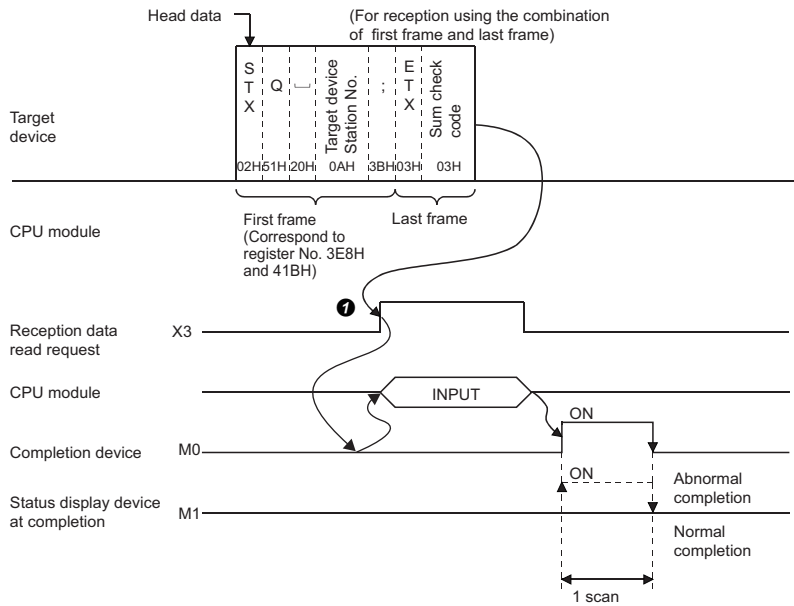 Head data
(For reception using the combination
of first frame and last frame)
Target
device
STX
Q
Target device
Station No.
;
ETX
Sum check
code
02H 51H 20H 0AH 3BH 03H 03H
First frame
(Correspond to
register No. 3E8H
and 41BH)
Last frame
CPU module
❶
Reception data
read request
X3
CPU module
INPUT
ON
Completion device
M0
ON
Abnormal
completion
Status display device
at completion
M1
Normal
completion
1 scan